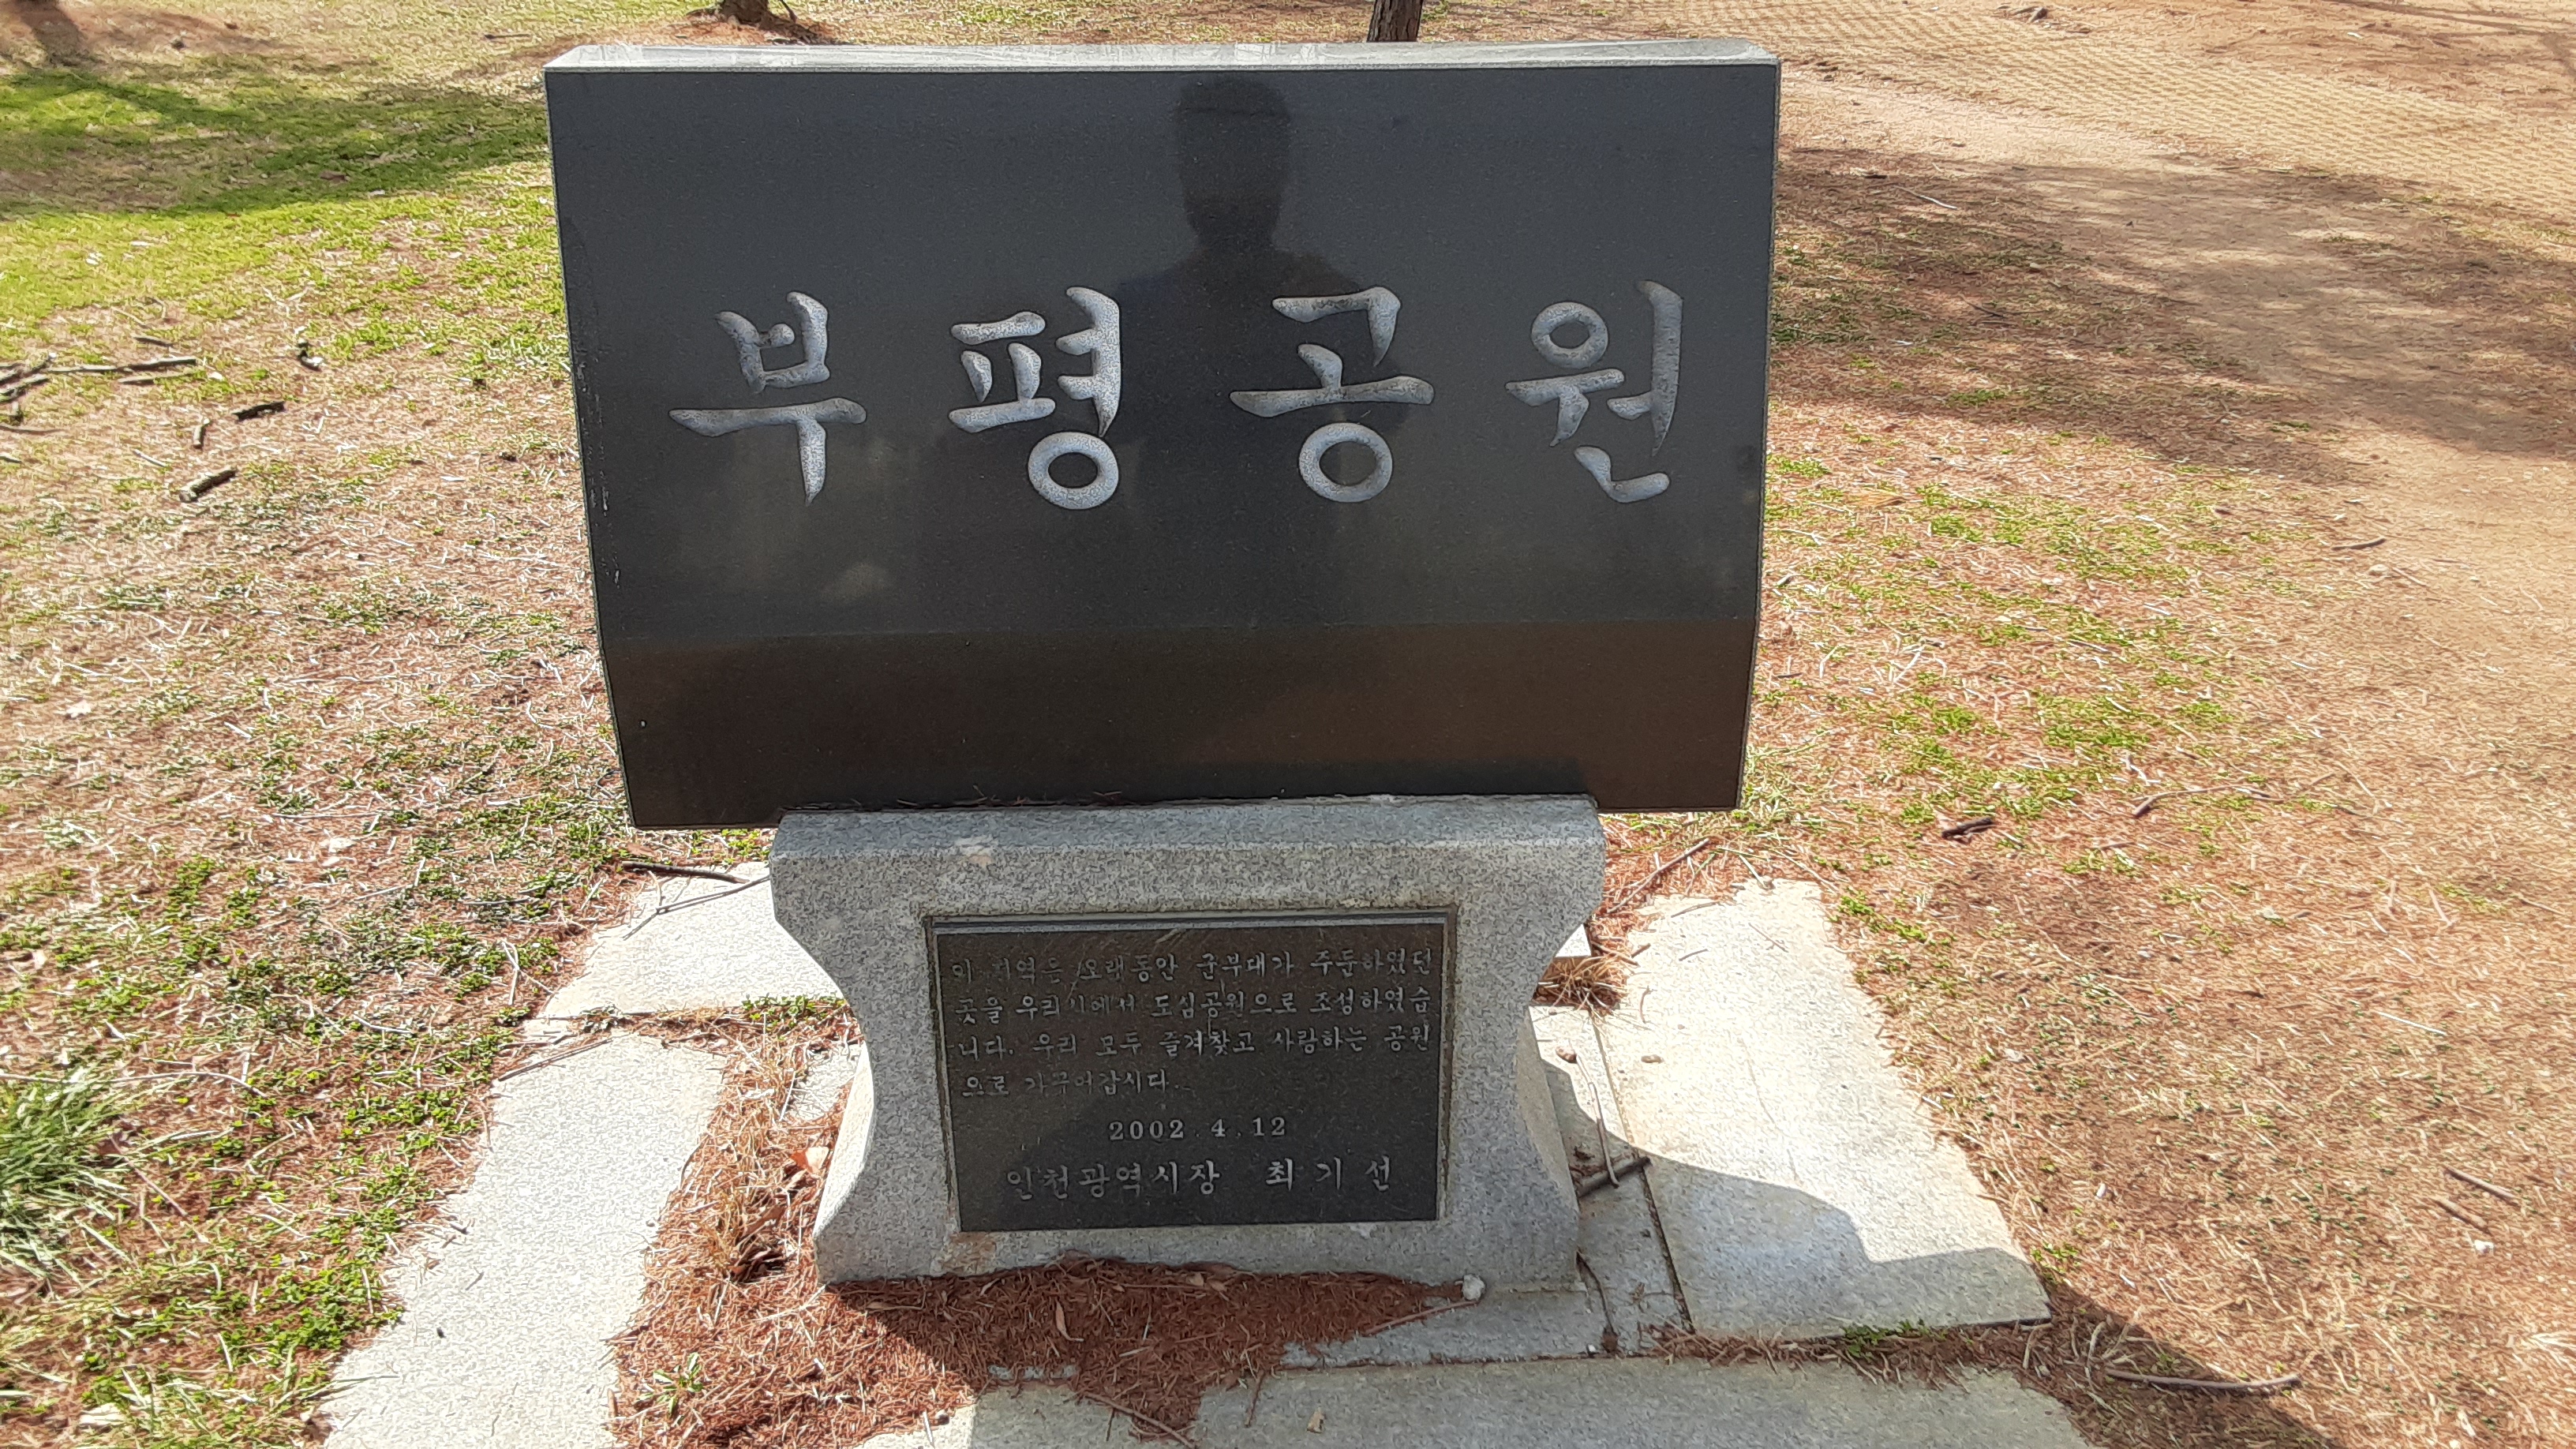 부평공원
이 지역은 오래동안 군부대가 주둔하였던
곳을 우리 시에서 도심공원으로 조성하였습
니다. 우리 모두 즐겨찾고 사랑하는 공원
으로 가꾸어갑시다.
2002. 4. 12
인천광역시장 최기선